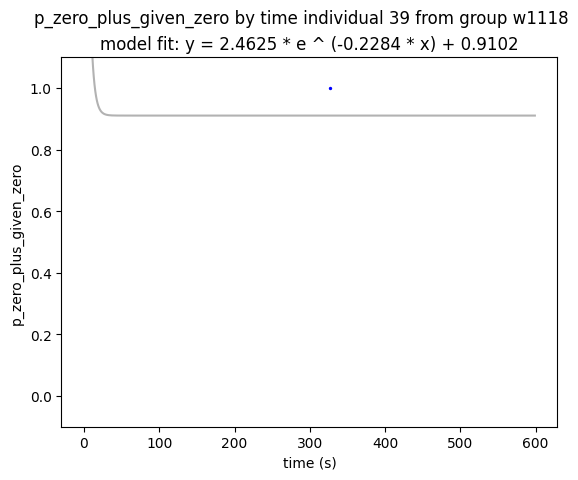 p_zero_plus_given_zero by time individual 39 from group w1118
model fit: y = 2.4625 * e ^ (-0.2284 * x) + 0.9102
p_zero_plus_given_zero
1.0
0.8
0.6
0.4
0.2
0.0
0 100 200 300 400 500 600
time (s)